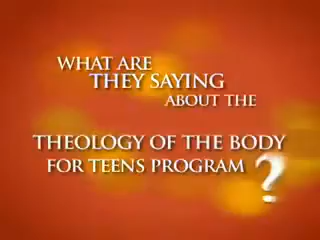 WHAT ARE
THEY SAYING
ABOUT THE
THEOLOGY OF THE BODY
FOR TEENS PROGRAM ?